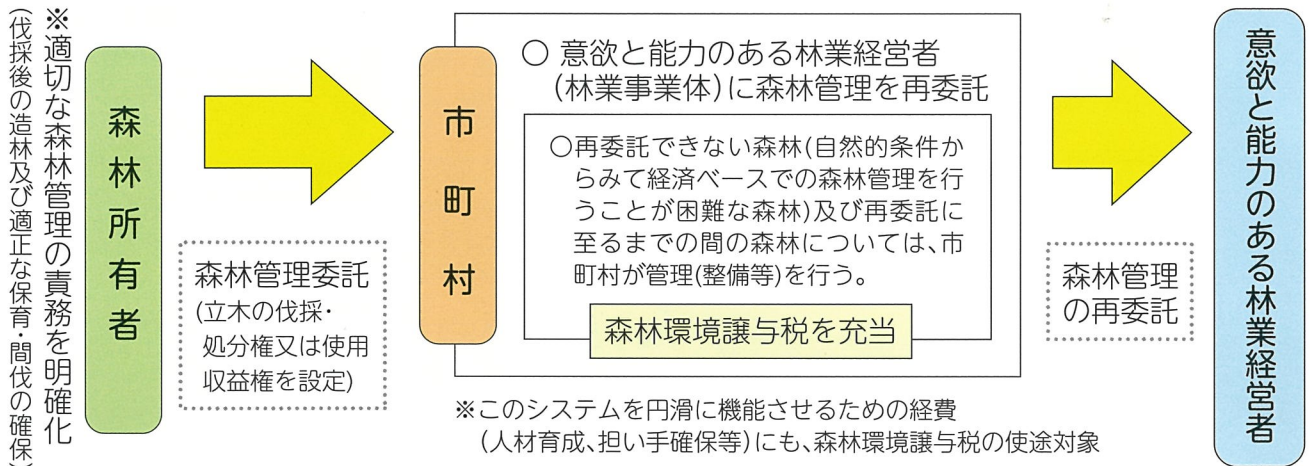 ※適切な森林管理の責務を明確化
(伐採後の造林及び適正な保育・間伐の確保)
森林所有者
森林管理委託
(立木の伐採・
処分権又は使用
収益権を設定)
市町村
○ 意欲と能力のある林業経営者
(林業事業体)に森林管理を再委託
○再委託できない森林(自然的条件か
らみて経済ベースでの森林管理を行
うことが困難な森林)及び再委託に
至るまでの間の森林については、市
町村が管理(整備等)を行う。
森林環境譲与税を充当
※このシステムを円滑に機能させるための経費
(人材育成、担い手確保等)にも、森林環境譲与税の使途対象
森林管理
の再委託
意欲と能力のある林業経営者